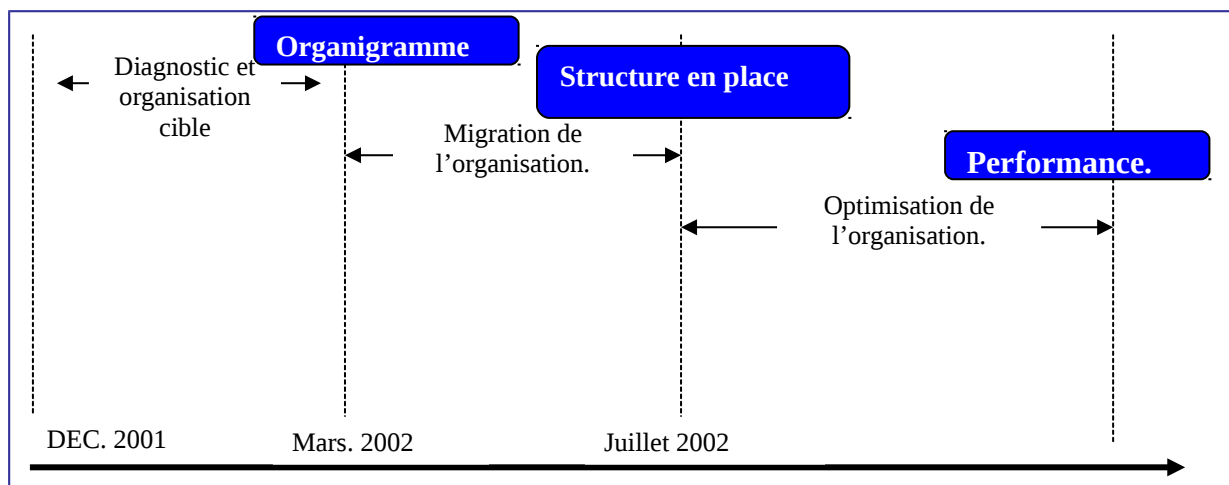 Organigramme
Diagnostic et
organisation
cible
Structure en place
Migration de
l’organisation.
Performance.
Optimisation de
l’organisation.
DEC. 2001
Mars. 2002
Juillet 2002